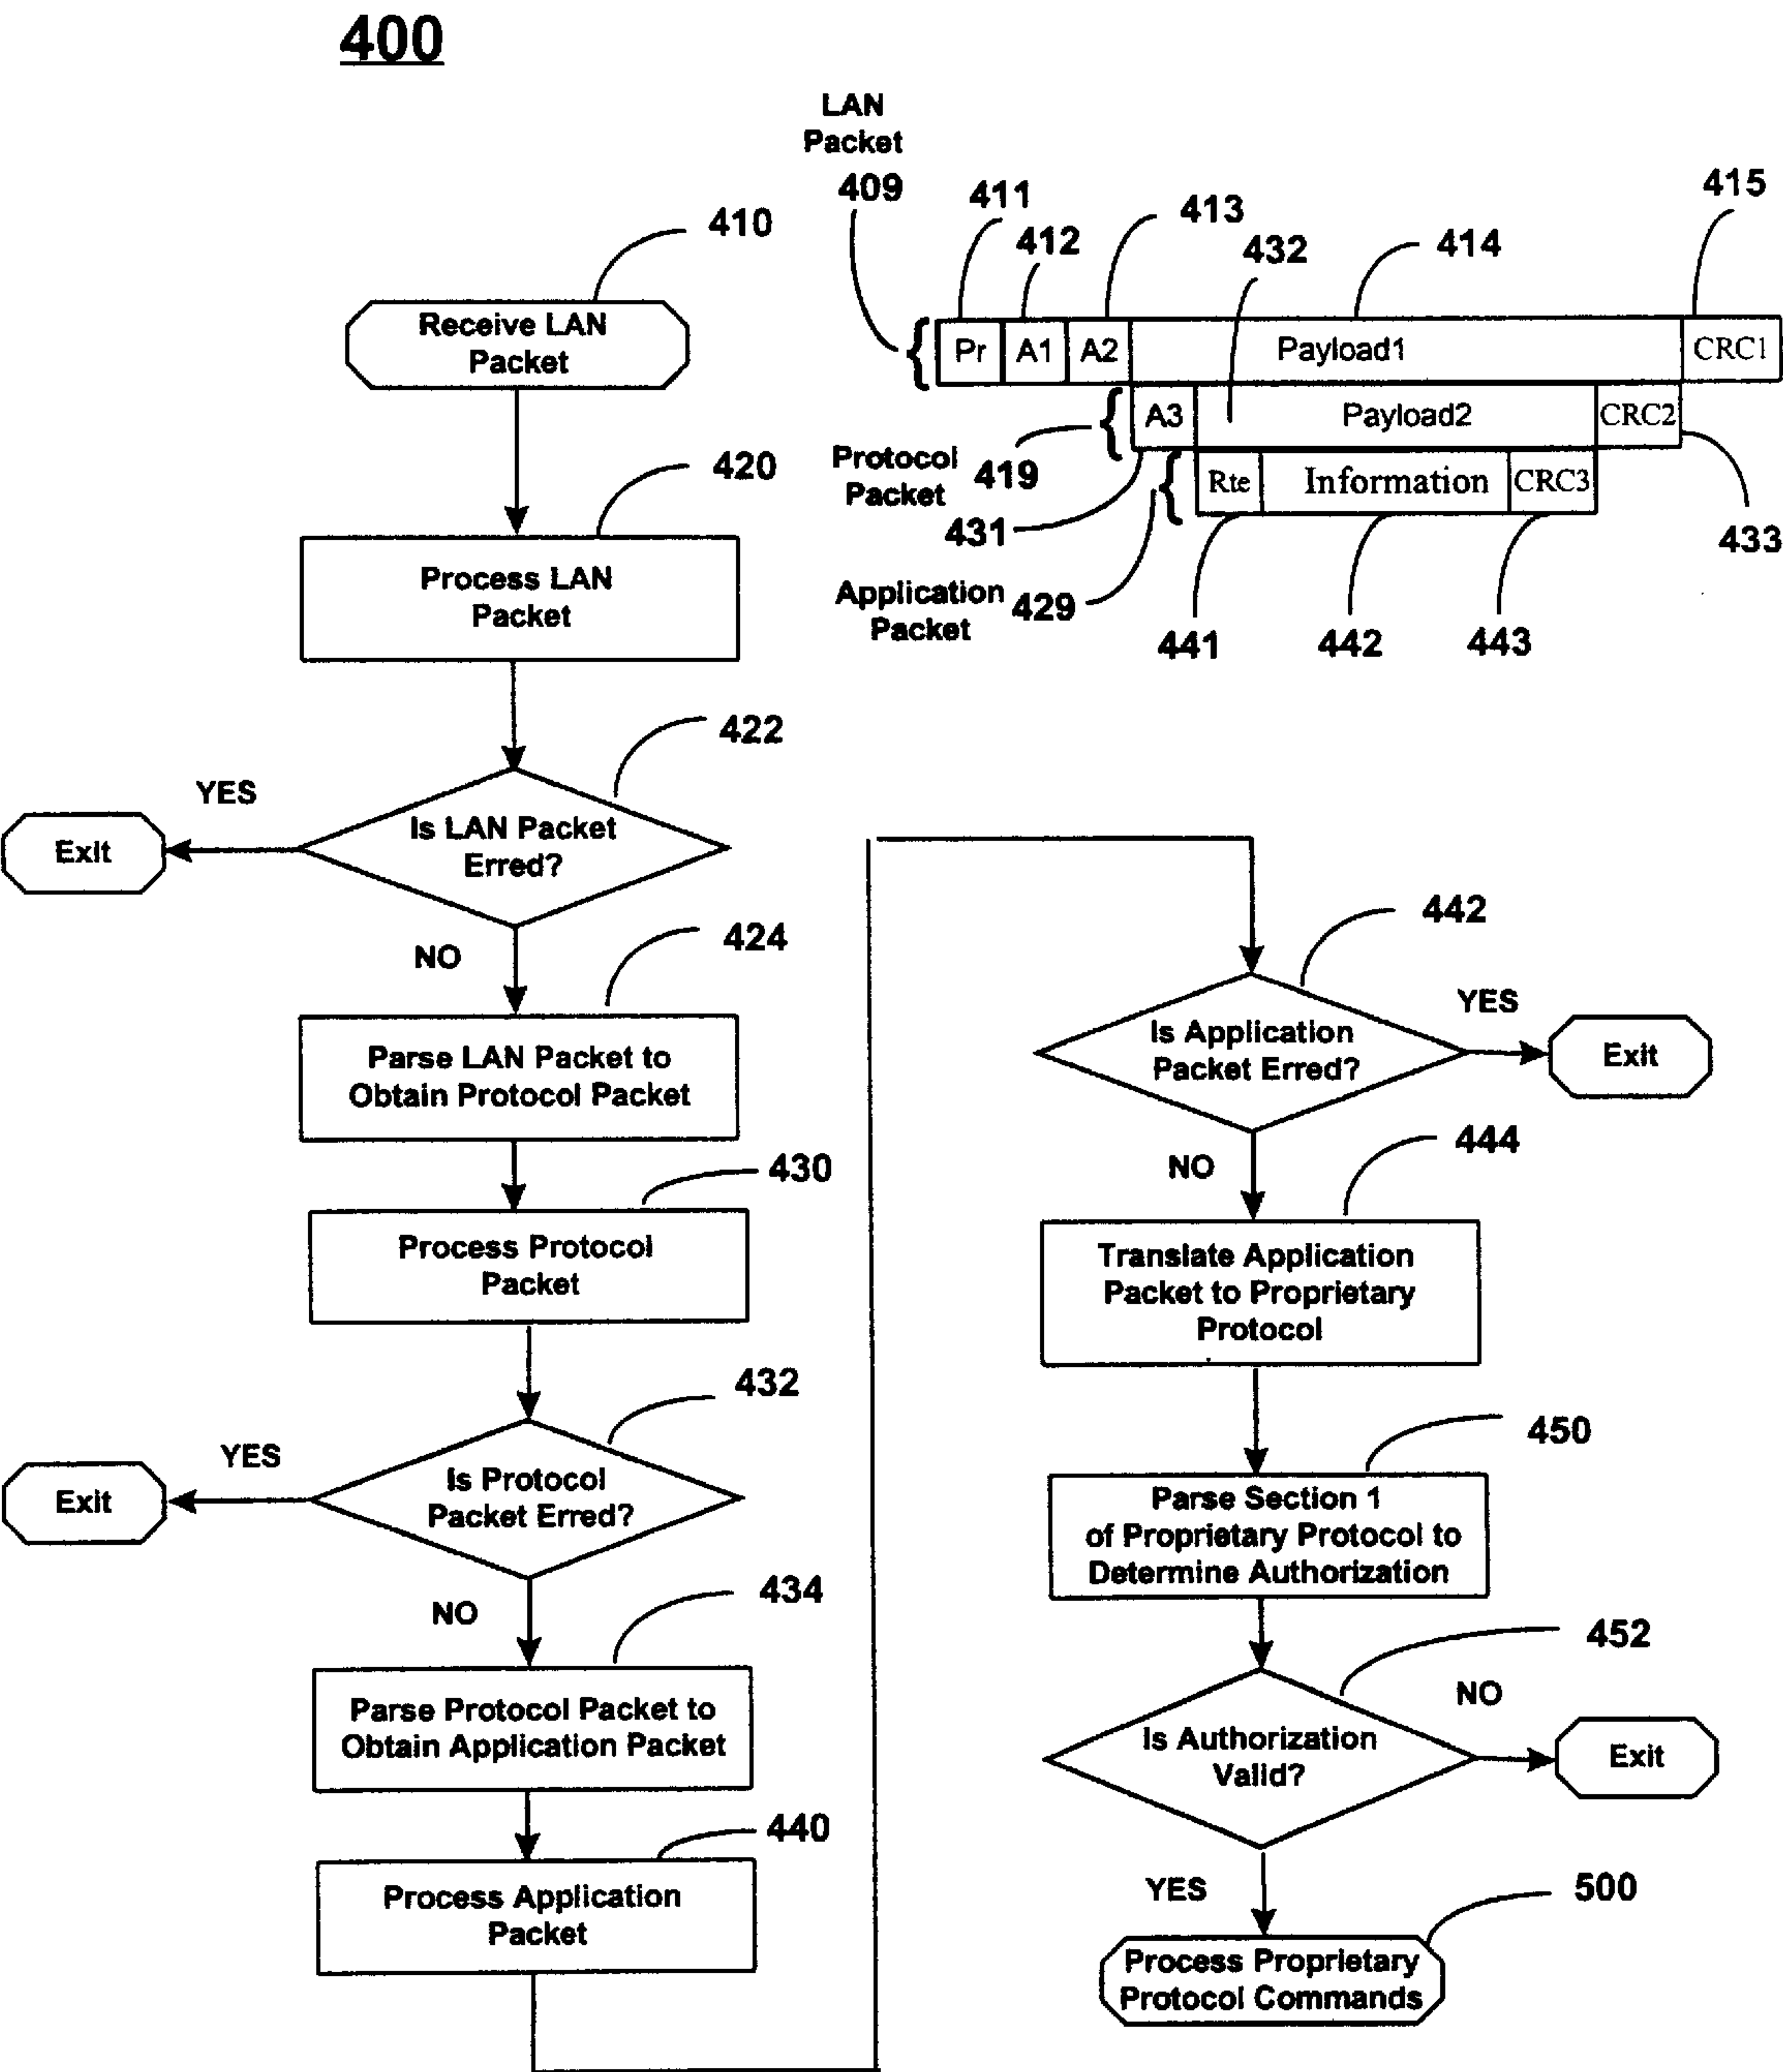 400
LAN
Packet
409
411
412
413
432
414
415
Pr
A1
A2
Payload1
CRC1
A3
Payload2
CRC2
Protocol
Packet
419
Rte
Information
CRC3
431
433
Application
Packet
429
441
442
443
410
Receive LAN
Packet
420
Process LAN
Packet
422
YES
Is LAN Packet
Erred?
Exit
NO
424
Parse LAN Packet to
Obtain Protocol Packet
430
Process Protocol
Packet
432
YES
Is Protocol
Packet Erred?
Exit
NO
434
Parse Protocol Packet to
Obtain Application Packet
440
Process Application
Packet
442
YES
Is Application
Packet Erred?
Exit
NO
444
Translate Application
Packet to Proprietary
Protocol
450
Parse Section 1
of Proprietary Protocol to
Determine Authorization
452
NO
Is Authorization
Valid?
Exit
YES
500
Process Proprietary
Protocol Commands